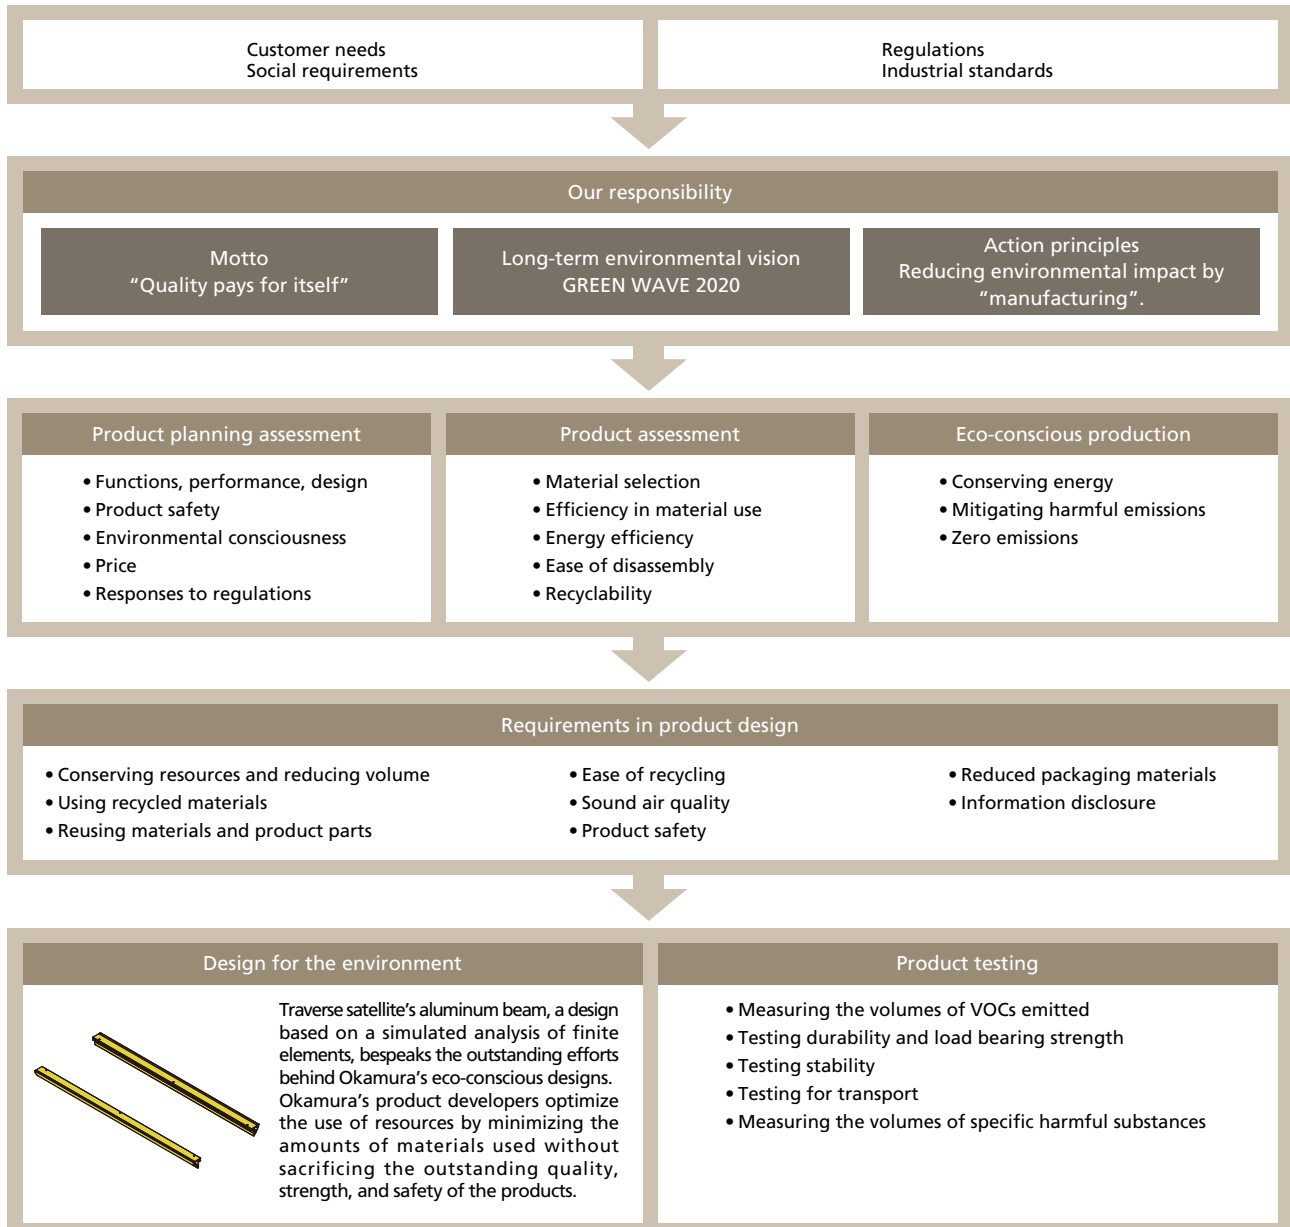 Customer needs
Social requirements
Regulations
Industrial standards
Our responsibility
Motto
“Quality pays for itself”
Long-term environmental vision
GREEN WAVE 2020
Action principles
Reducing environmental impact by
“manufacturing”.
Product planning assessment
• Functions, performance, design
• Product safety
• Environmental consciousness
• Price
• Responses to regulations
Product assessment
• Material selection
• Efficiency in material use
• Energy efficiency
• Ease of disassembly
• Recyclability
Eco-conscious production
• Conserving energy
• Mitigating harmful emissions
• Zero emissions
Requirements in product design
• Conserving resources and reducing volume
• Using recycled materials
• Reusing materials and product parts
• Ease of recycling
• Sound air quality
• Product safety
• Reduced packaging materials
• Information disclosure
Design for the environment
Traverse satellite’s aluminum beam, a design
based on a simulated analysis of finite
elements, bespeaks the outstanding efforts
behind Okamura’s eco-conscious designs.
Okamura’s product developers optimize
the use of resources by minimizing the
amounts of materials used without
sacrificing the outstanding quality,
strength, and safety of the products.
Product testing
• Measuring the volumes of VOCs emitted
• Testing durability and load bearing strength
• Testing stability
• Testing for transport
• Measuring the volumes of specific harmful substances